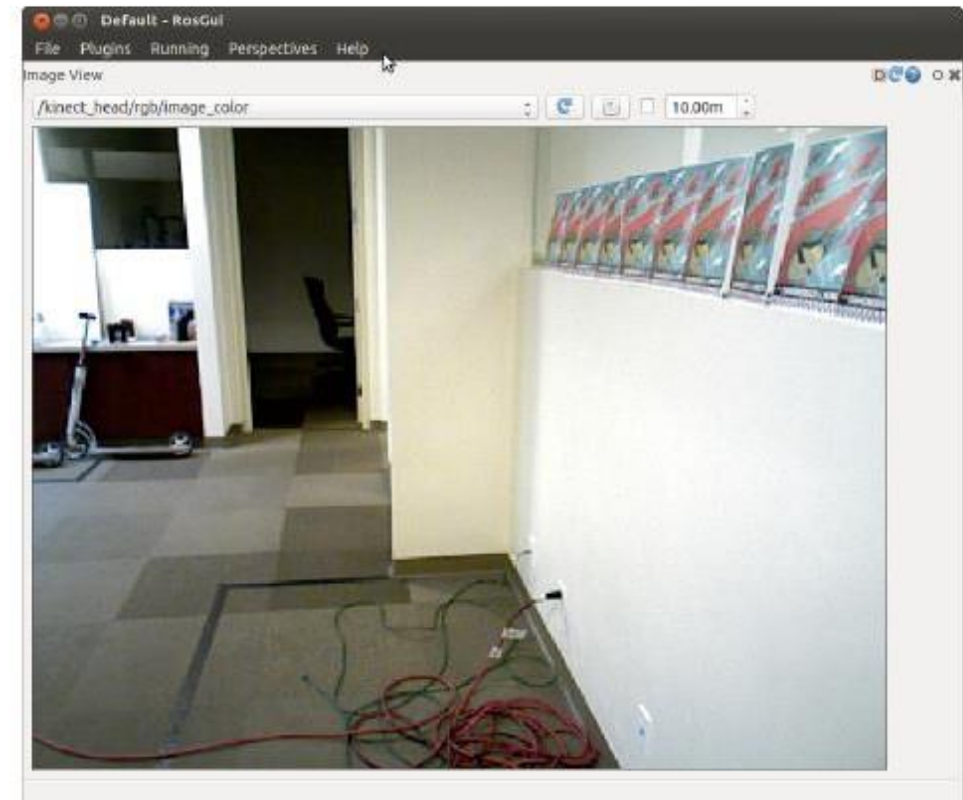 Default - RosGui
File Plugins Running Perspectives Help
Image View
D O
/kinect_head/rgb/image_color 10.00m